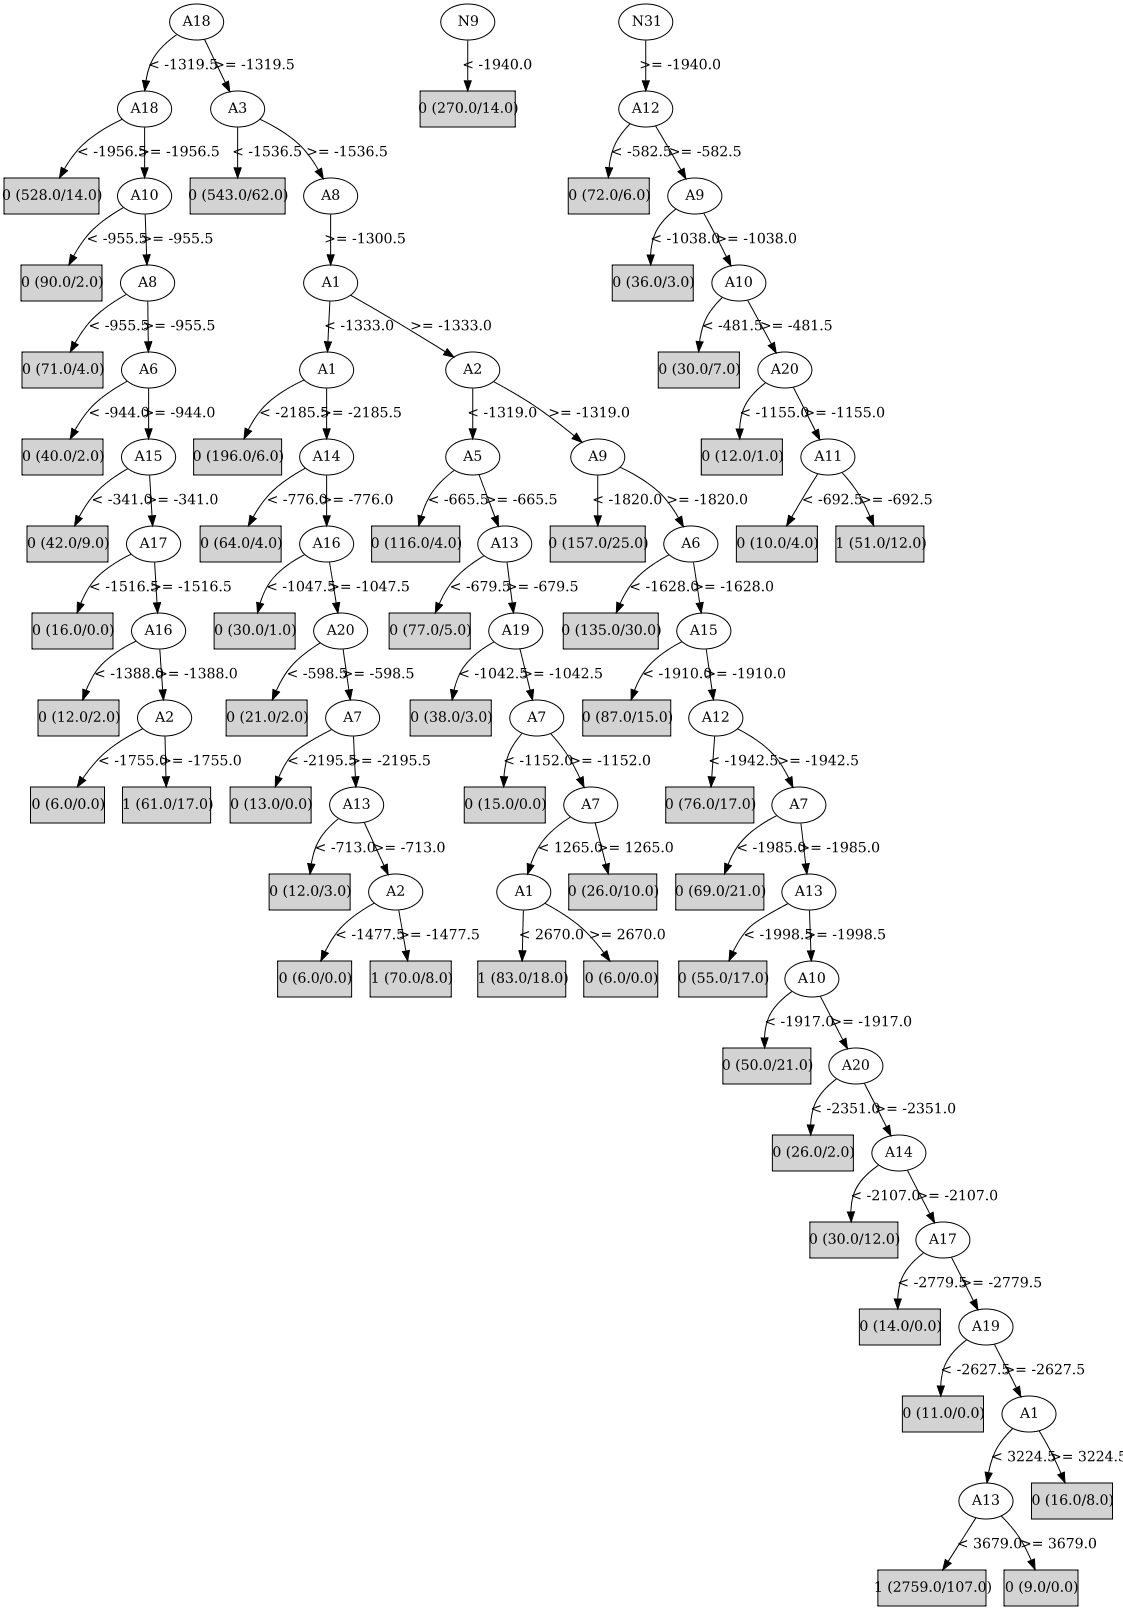 A18 N9 N31
< -1319.5 >= -1319.5 < -1940.0 >= -1940.0
A18 A3 0 (270.0/14.0) A12
< -1956.5 >= -1956.5 < -1536.5 >= -1536.5 < -582.5 >= -582.5
0 (528.0/14.0) A10 0 (543.0/62.0) A8 0 (72.0/6.0) A9
< -955.5 >= -955.5 >= -1300.5 < -1038.0 >= -1038.0
0 (90.0/2.0) A8 A1 0 (36.0/3.0) A10
< -955.5 >= -955.5 < -1333.0 >= -1333.0 < -481.5 >= -481.5
0 (71.0/4.0) A6 A1 A2 0 (30.0/7.0) A20
< -944.0 >= -944.0 < -2185.5 >= -2185.5 < -1319.0 >= -1319.0 < -1155.0 >= -1155.0
0 (40.0/2.0) A15 0 (196.0/6.0) A14 A5 A9 0 (12.0/1.0) A11
< -341.0 >= -341.0 < -776.0 >= -776.0 < -665.5 >= -665.5 < -1820.0 >= -1820.0 < -692.5 >= -692.5
0 (42.0/9.0) A17 0 (64.0/4.0) A16 0 (116.0/4.0) A13 0 (157.0/25.0) A6 0 (10.0/4.0) 1 (51.0/12.0)
< -1516.5 >= -1516.5 < -1047.5 >= -1047.5 < -679.5 >= -679.5 < -1628.0 >= -1628.0
0 (16.0/0.0) A16 0 (30.0/1.0) A20 0 (77.0/5.0) A19 0 (135.0/30.0) A15
< -1388.0 >= -1388.0 < -598.5 >= -598.5 < -1042.5 >= -1042.5 < -1910.0 >= -1910.0
0 (12.0/2.0) A2 0 (21.0/2.0) A7 0 (38.0/3.0) A7 0 (87.0/15.0) A12
< -1755.0 >= -1755.0 < -2195.5 >= -2195.5 < -1152.0 >= -1152.0 < -1942.5 >= -1942.5
0 (6.0/0.0) 1 (61.0/17.0) 0 (13.0/0.0) A13 0 (15.0/0.0) A7 0 (76.0/17.0) A7
< -713.0 >= -713.0 < 1265.0 >= 1265.0 < -1985.0 >= -1985.0
0 (12.0/3.0) A2 A1 0 (26.0/10.0) 0 (69.0/21.0) A13
< -1477.5 >= -1477.5 < 2670.0 >= 2670.0 < -1998.5 >= -1998.5
0 (6.0/0.0) 1 (70.0/8.0) 1 (83.0/18.0) 0 (6.0/0.0) 0 (55.0/17.0) A10
< -1917.0 >= -1917.0
0 (50.0/21.0) A20
< -2351.0 >= -2351.0
0 (26.0/2.0) A14
< -2107.0 >= -2107.0
0 (30.0/12.0) A17
< -2779.5 >= -2779.5
0 (14.0/0.0) A19
< -2627.5 >= -2627.5
0 (11.0/0.0) A1
< 3224.5 >= 3224.5
A13 0 (16.0/8.0)
< 3679.0 >= 3679.0
1 (2759.0/107.0) 0 (9.0/0.0)